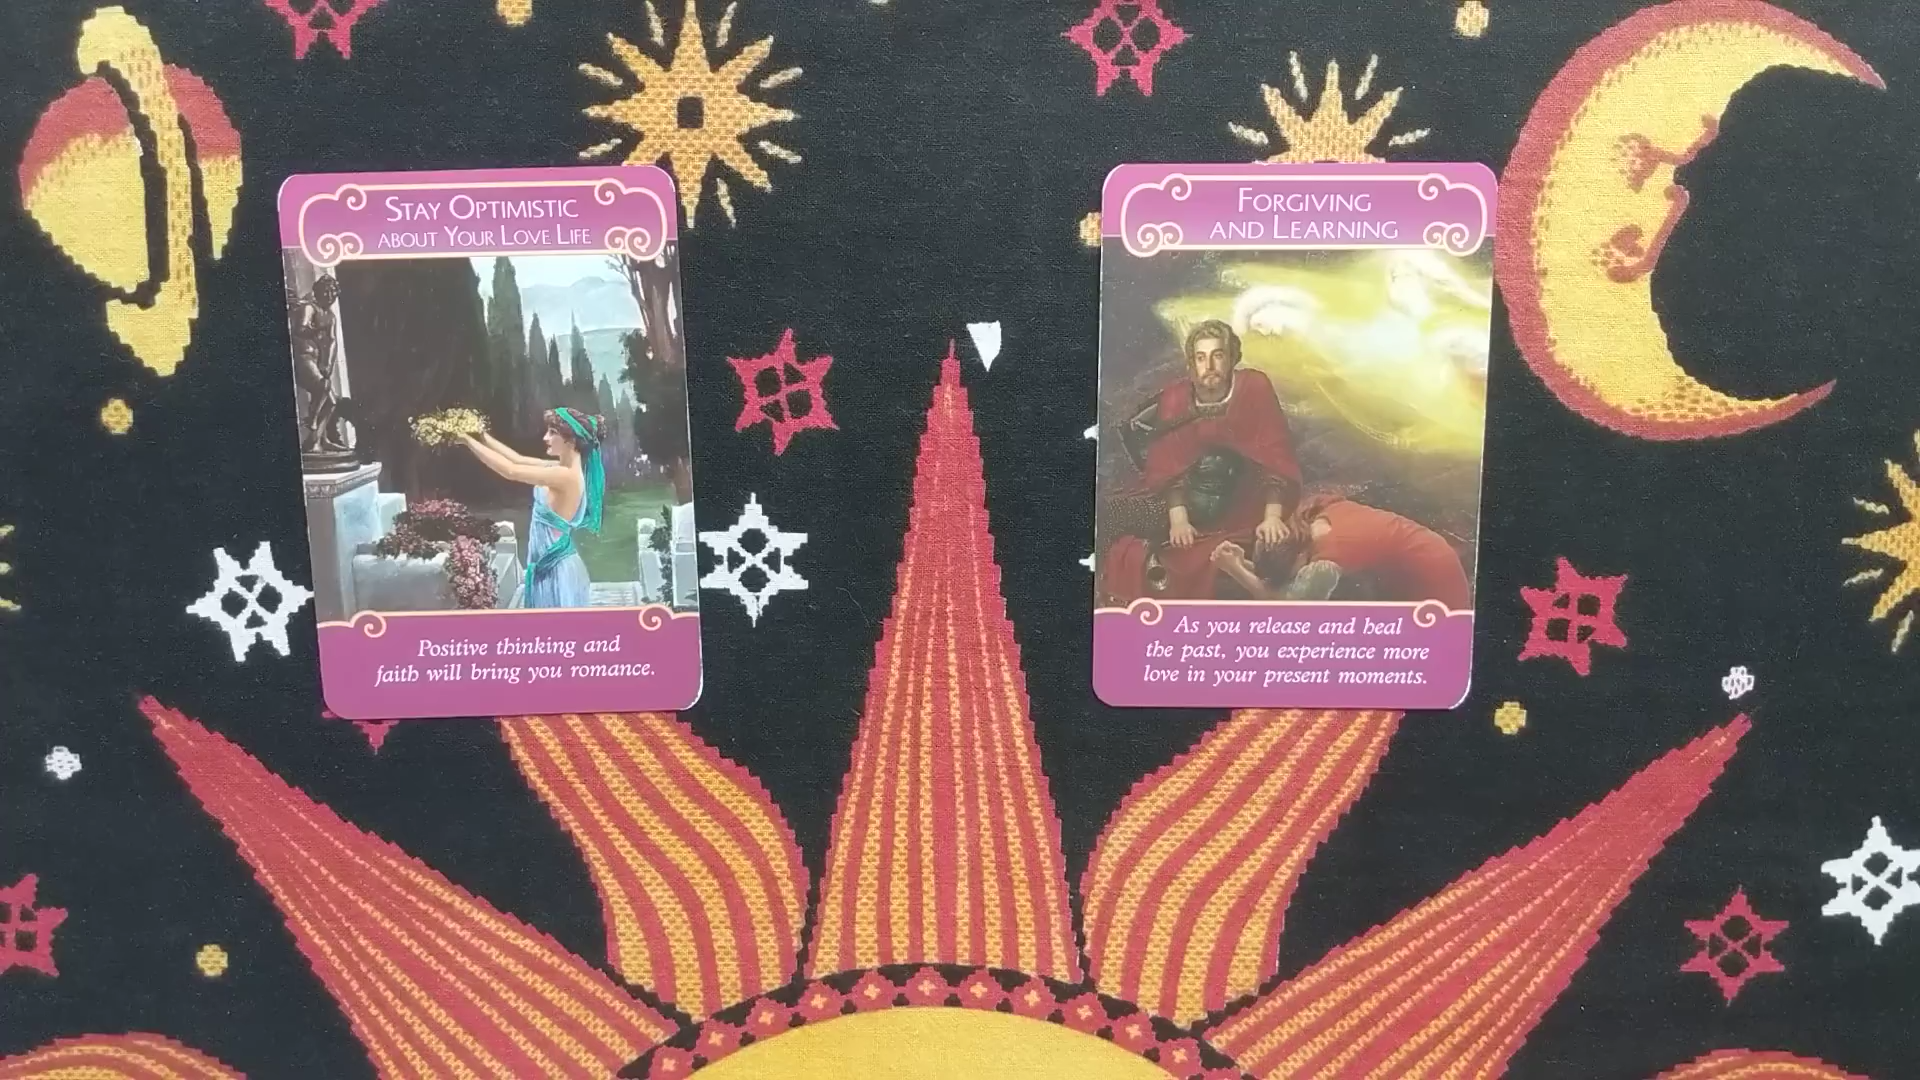 Stay Optimistic
about Your Love Life
Positive thinking and
faith will bring you romance.
Forgiving
and Learning
As you release and heal
the past, you experience more
love in your present moments.